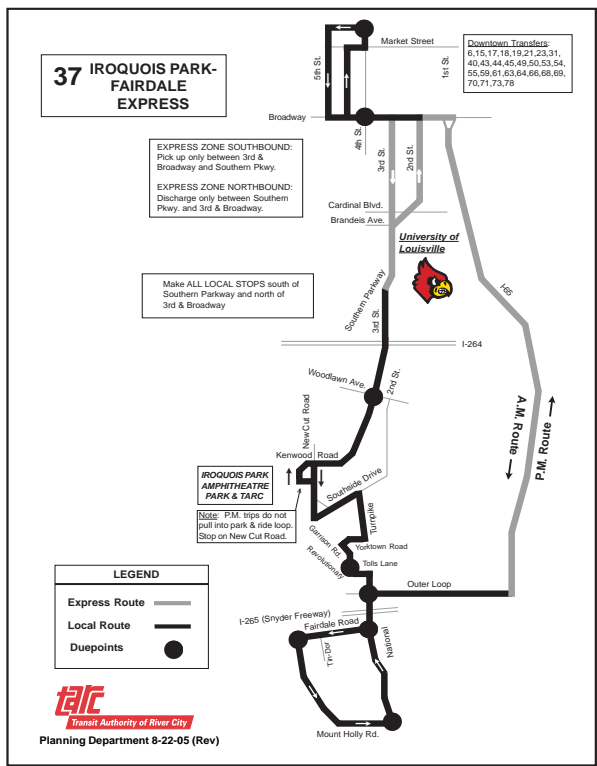 37 IROQUOIS PARK-
FAIRDALE
EXPRESS
Market Street
5th St.
1st St.
Downtown Transfers:
6,15,17,18,19,21,23,31,
40,43,44,45,49,50,53,54,
55,59,61,63,64,66,68,69,
70,71,73,78
Broadway
4th St.
3rd St.
2nd St.
EXPRESS ZONE SOUTHBOUND:
Pick up only between 3rd &
Broadway and Southern Pkwy.
EXPRESS ZONE NORTHBOUND:
Discharge only between Southern
Pkwy. and 3rd & Broadway.
Cardinal Blvd.
Brandeis Ave.
University of
Louisville
Make ALL LOCAL STOPS south of
Southern Parkway and north of
3rd & Broadway
Southern Parkway
3rd St.
I-65
I-264
Woodlawn Ave.
2nd St.
A.M. Route
P.W. Route
New Cut Road
Kenwood Road
IROQUOIS PARK
AMPHITHEATRE
PARK & TARC
Southside Drive
Note: P.M. trips do not
pull into park & ride loop.
Stop on New Cut Road.
Turnpike
Garrison Rd.
Yorktown Road
Revolutionary
Tolls Lane
LEGEND
Express Route
Local Route
Duepoints
Outer Loop
I-265 (Snyder Freeway)
Fairdale Road
Tin-Dor
National
Mount Holly Rd.
tarc
Transit Authority of River City
Planning Department 8-22-05 (Rev)